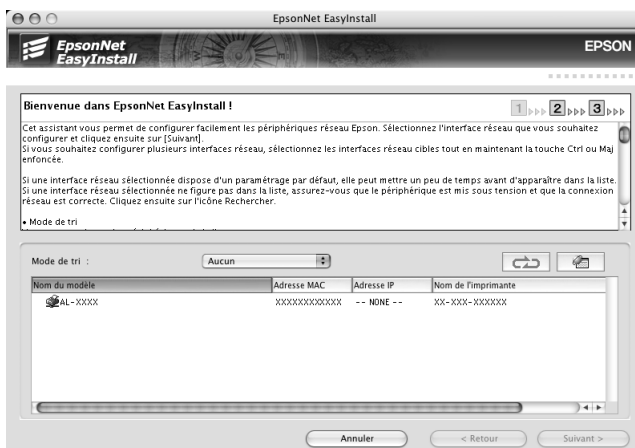 EpsonNet EasyInstall
EpsonNet
EasyInstall
EPSON
Bienvenue dans EpsonNet EasyInstall !
1 2 3
Cet assistant vous permet de configurer facilement les périphériques réseau Epson. Sélectionnez l'interface réseau que vous souhaitez
configurer et cliquez ensuite sur [Suivant].
Si vous souhaitez configurer plusieurs interfaces réseau, sélectionnez les interfaces réseau cibles tout en maintenant la touche Ctrl ou Maj
enfoncée.
Si une interface réseau sélectionnée dispose d'un paramétrage par défaut, elle peut mettre un peu de temps avant d'apparaître dans la liste.
Si une interface réseau sélectionnée ne figure pas dans la liste, assurez-vous que le périphérique est mis sous tension et que la connexion
réseau est correcte. Cliquez ensuite sur l'icône Rechercher.
• Mode de tri
Mode de tri : Aucun
Nom du modèle Adresse MAC Adresse IP Nom de l'imprimante
AL-XXXX XXXXXXXXXXXX -- NONE -- XX-XXX-XXXXXX
Annuler < Retour Suivant >